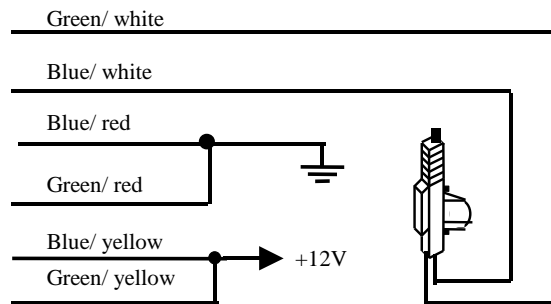 Green/ white
Blue/ white
Blue/ red
Green/ red
Blue/ yellow
+12V
Green/ yellow